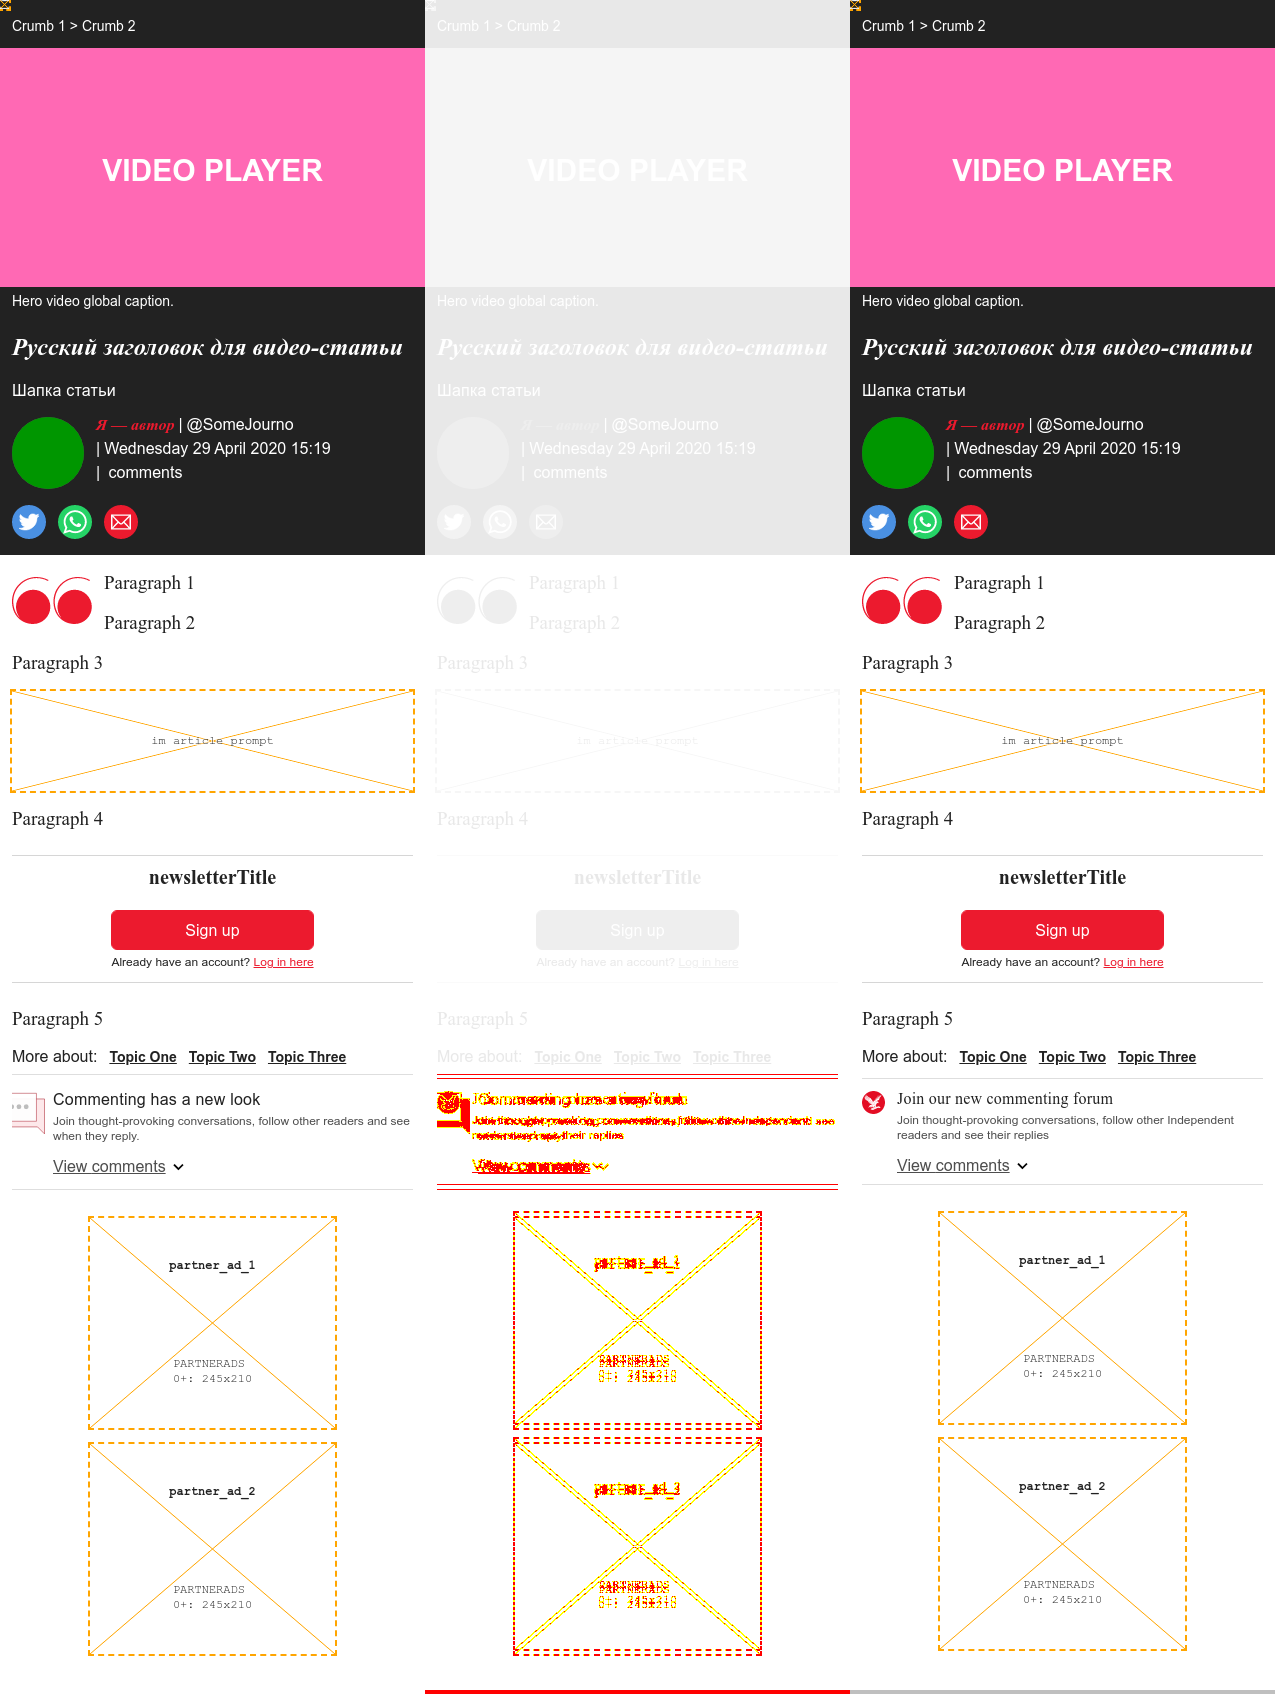 Crumb 1 > Crumb 2
VIDEO PLAYER
Hero video global caption.
Русский заголовок для видео-статьи
Шапка статьи
Я — автор | @SomeJourno
| Wednesday 29 April 2020 15:19
| comments
Paragraph 1
Paragraph 2
Paragraph 3
im article prompt
Paragraph 4
newsletterTitle
Sign up
Already have an account? Log in here
Paragraph 5
More about: Topic One Topic Two Topic Three
Commenting has a new look
Join thought-provoking conversations, follow other readers and see
when they reply.
View comments
partner_ad_1
PARTNERADS
0+: 245x210
partner_ad_2
PARTNERADS
0+: 245x210
Crumb 1 > Crumb 2
VIDEO PLAYER
Hero video global caption.
Русский заголовок для видео-статьи
Шапка статьи
Я — автор | @SomeJourno
| Wednesday 29 April 2020 15:19
| comments
Paragraph 1
Paragraph 2
Paragraph 3
im article prompt
Paragraph 4
newsletterTitle
Sign up
Already have an account? Log in here
Paragraph 5
More about: Topic One Topic Two Topic Three
Crumb 1 > Crumb 2
VIDEO PLAYER
Hero video global caption.
Русский заголовок для видео-статьи
Шапка статьи
Я — автор | @SomeJourno
| Wednesday 29 April 2020 15:19
| comments
Paragraph 1
Paragraph 2
Paragraph 3
im article prompt
Paragraph 4
newsletterTitle
Sign up
Already have an account? Log in here
Paragraph 5
More about: Topic One Topic Two Topic Three
Join our new commenting forum
Join thought-provoking conversations, follow other Independent
readers and see their replies
View comments
partner_ad_1
PARTNERADS
0+: 245x210
partner_ad_2
PARTNERADS
0+: 245x210